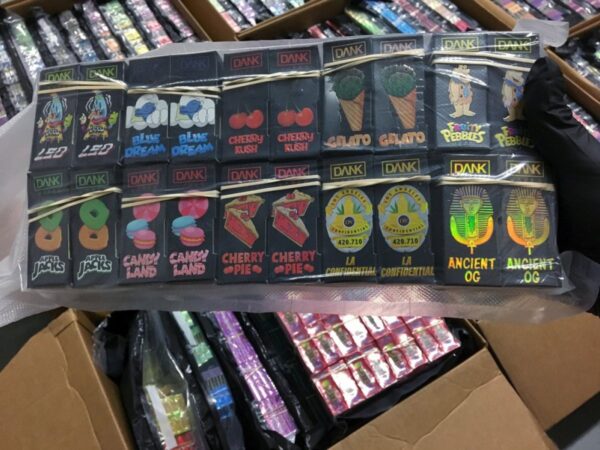 DANK DANK DANK DANK DANK DANK DANK DANK DANK DANK
LSD
BLUE DREAM BLUE DREAM
CHERRY KUSH CHERRY KUSH
GELATO GELATO
FRUITY PEBBLES PEBBLES
DANK DANK DANK DANK DANK DANK DANK DANK DANK DANK
APPLE JACKS APPLE JACKS
CANDY LAND CANDY LAND
CHERRY PIE CHERRY PIE
LOS ANGELES CONFIDENTIAL 420.710 LA CONFIDENTIAL 420.710 LA CONFIDENTIAL
ANCIENT OG ANCIENT OG